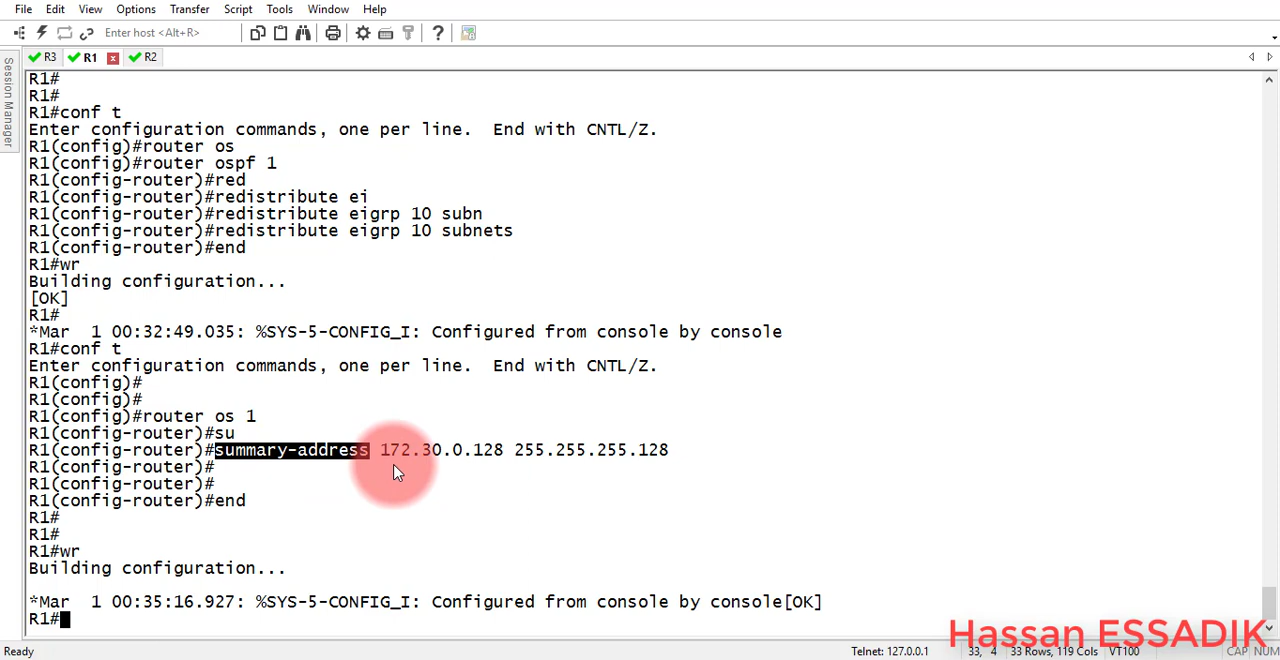 File Edit View Options Transfer Script Tools Window Help
Enter host <Alt+R>
R3 R1 x R2
Session Manager
R1#
R1#
R1#conf t
Enter configuration commands, one per line.  End with CNTL/Z.
R1(config)#router os
R1(config)#router ospf 1
R1(config-router)#red
R1(config-router)#redistribute ei
R1(config-router)#redistribute eigrp 10 subn
R1(config-router)#redistribute eigrp 10 subnets
R1(config-router)#end
R1#wr
Building configuration...
[OK]
R1#
*Mar  1 00:32:49.035: %SYS-5-CONFIG_I: Configured from console by console
R1#conf t
Enter configuration commands, one per line.  End with CNTL/Z.
R1(config)#
R1(config)#
R1(config)#router os 1
R1(config-router)#su
R1(config-router)#summary-address 172.30.0.128 255.255.255.128
R1(config-router)#
R1(config-router)#
R1(config-router)#end
R1#
R1#
R1#wr
Building configuration...
*Mar  1 00:35:16.927: %SYS-5-CONFIG_I: Configured from console by console[OK]
R1#
Hassan ESSADIK
Ready Telnet: 127.0.0.1 33, 4 33 Rows, 119 Cols VT100 CAP NUM